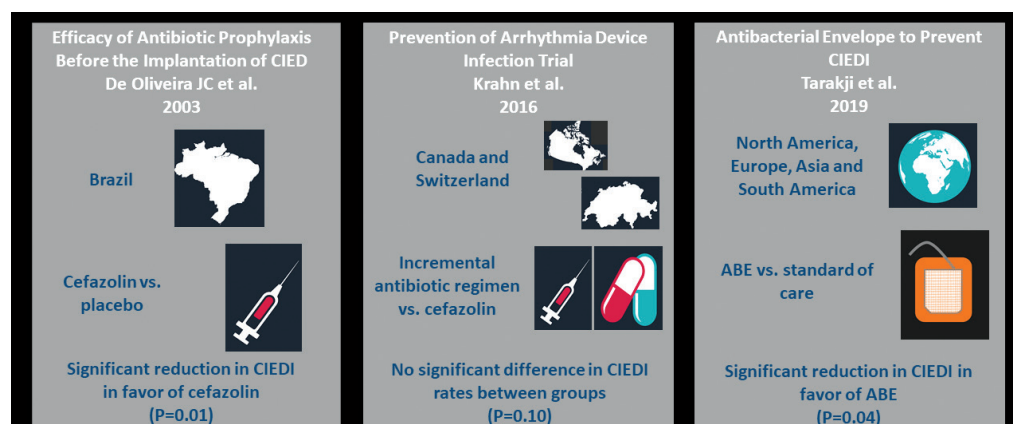 Efficacy of Antibiotic Prophylaxis
Before the Implantation of CIED
De Oliveira JC et al.
2003
Brazil
Cefazolin vs.
placebo
Significant reduction in CIEDI
in favor of cefazolin
(P=0.01)
Prevention of Arrhythmia Device
Infection Trial
Krahn et al.
2016
Canada and
Switzerland
Incremental
antibiotic regimen
vs. cefazolin
No significant difference in CIEDI
rates between groups
(P=0.10)
Antibacterial Envelope to Prevent
CIEDI
Tarakji et al.
2019
North America,
Europe, Asia and
South America
ABE vs. standard of
care
Significant reduction in CIEDI in
favor of ABE
(P=0.04)